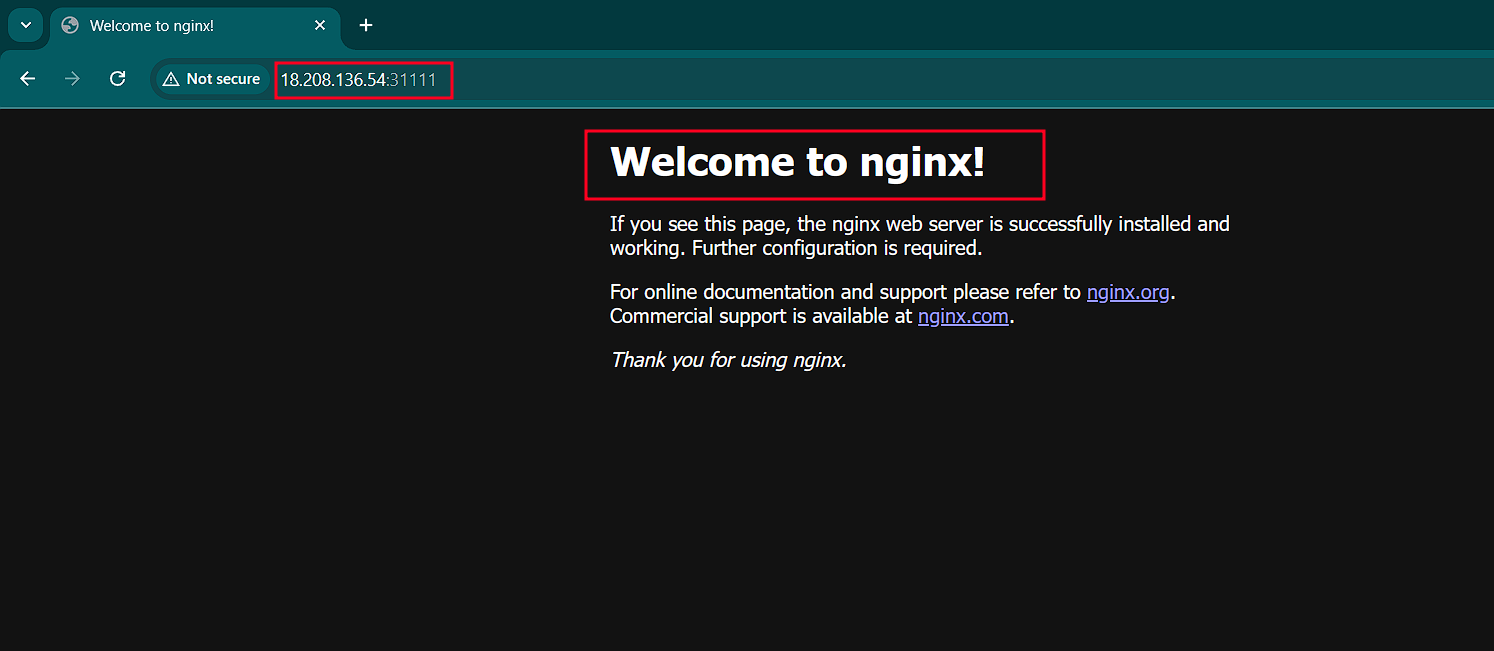 Welcome to nginx!
Not secure 18.208.136.54:31111
Welcome to nginx!
If you see this page, the nginx web server is successfully installed and
working. Further configuration is required.
For online documentation and support please refer to nginx.org.
Commercial support is available at nginx.com.
Thank you for using nginx.